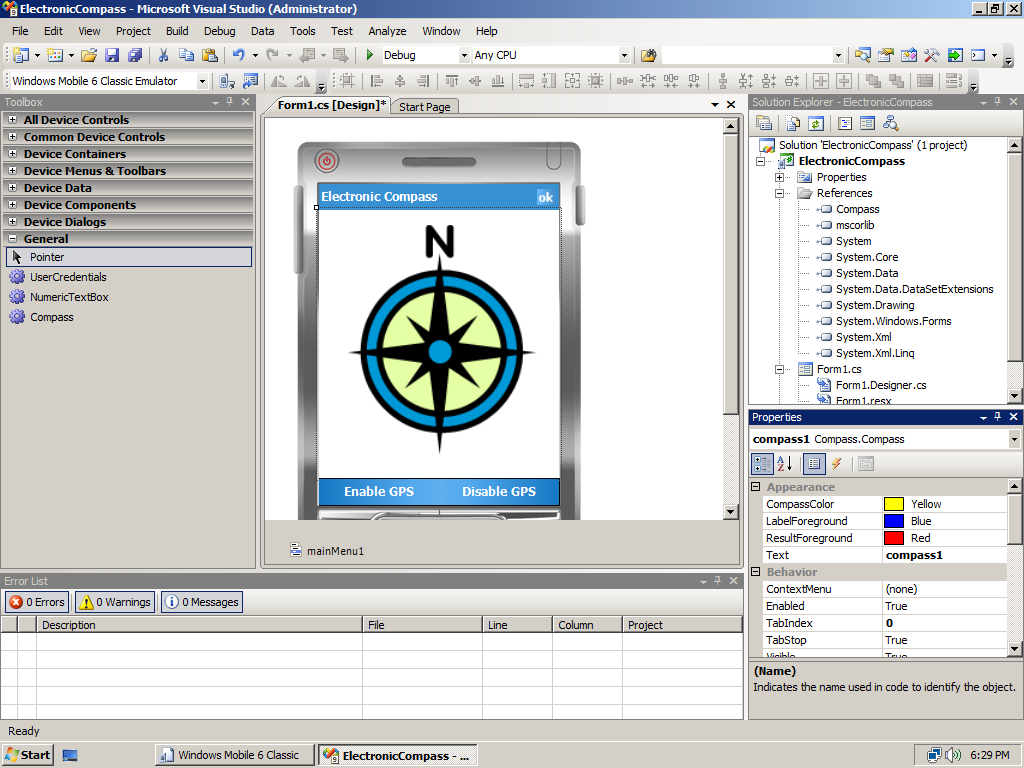 ElectronicCompass - Microsoft Visual Studio (Administrator)
File Edit View Project Build Debug Data Tools Test Analyze Window Help
Debug Any CPU
Windows Mobile 6 Classic Emulator
Toolbox
All Device Controls
Common Device Controls
Device Containers
Device Menus & Toolbars
Device Data
Device Components
Device Dialogs
General
Pointer
UserCredentials
NumericTextBox
Compass
Form1.cs [Design]* Start Page
Electronic Compass ok
N
Enable GPS Disable GPS
mainMenu1
Solution Explorer - ElectronicCompass
Solution 'ElectronicCompass' (1 project)
ElectronicCompass
Properties
References
Compass
mscorlib
System
System.Core
System.Data
System.Data.DataSetExtensions
System.Drawing
System.Windows.Forms
System.Xml
System.Xml.Linq
Form1.cs
Form1.Designer.cs
Form1.resx
Properties
compass1 Compass.Compass
Appearance
CompassColor Yellow
LabelForeground Blue
ResultForeground Red
Text compass1
Behavior
ContextMenu (none)
Enabled True
TabIndex 0
TabStop True
Visible True
(Name)
Indicates the name used in code to identify the object.
Error List
0 Errors 0 Warnings 0 Messages
Description File Line Column Project
Ready
Start Windows Mobile 6 Classic ElectronicCompass - ... 6:29 PM